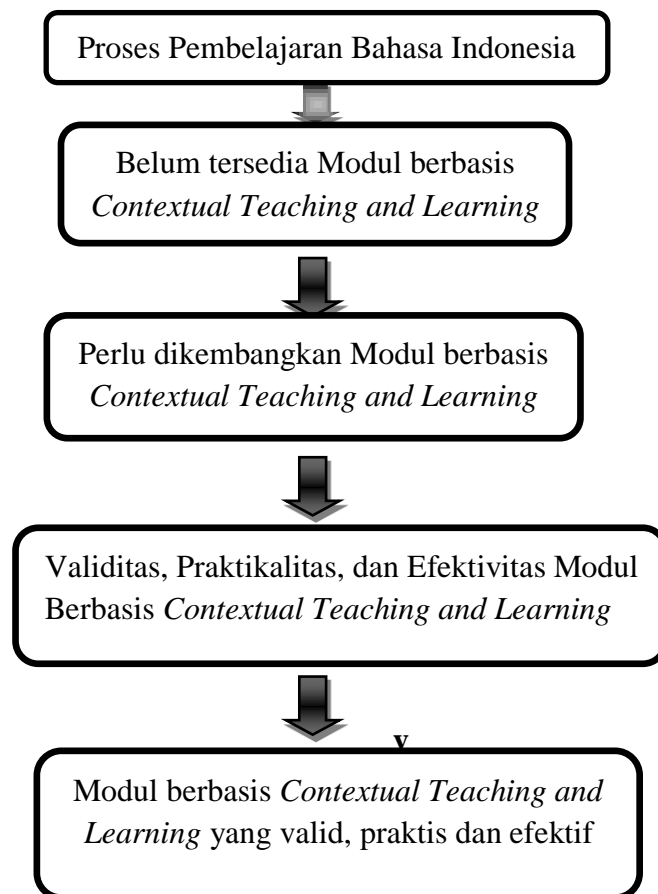 Proses Pembelajaran Bahasa Indonesia
Belum tersedia Modul berbasis
Contextual Teaching and Learning
Perlu dikembangkan Modul berbasis
Contextual Teaching and Learning
Validitas, Praktikalitas, dan Efektivitas Modul
Berbasis Contextual Teaching and Learning
v
Modul berbasis Contextual Teaching and
Learning yang valid, praktis dan efektif